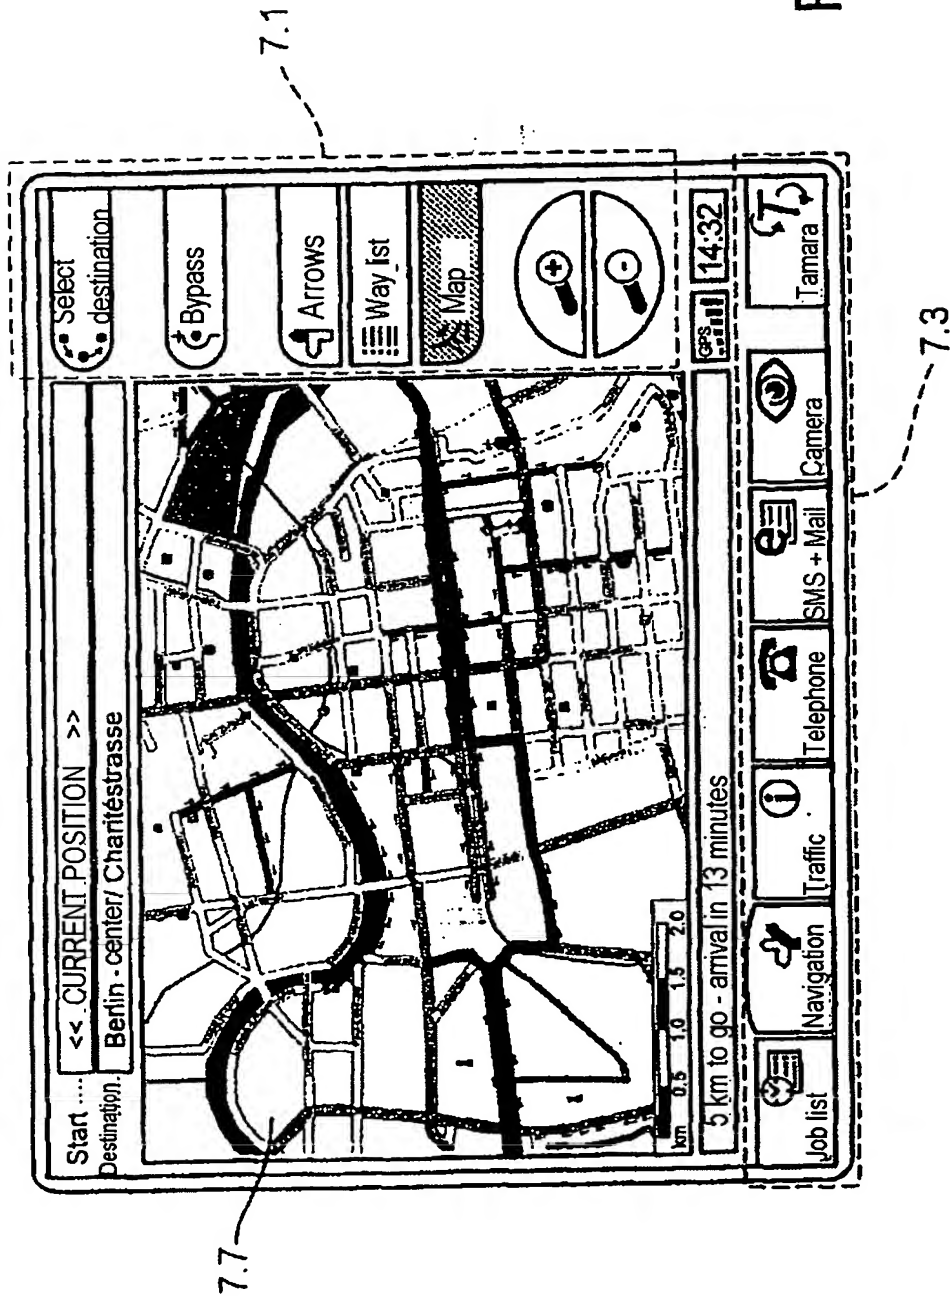 7.1
Start .... << CURRENT POSITION >>
Destination. Berlin - center/ Charitéstrasse
Select
destination
Bypass
Arrows
Way list
Map
+
-
km 0.5 1.0 1.5 2.0
5 km to go - arrival in 13 minutes
GPS 14:32
Job list
Navigation
Traffic
Telephone
SMS + Mail
Camera
Tamara
7.7
7.3